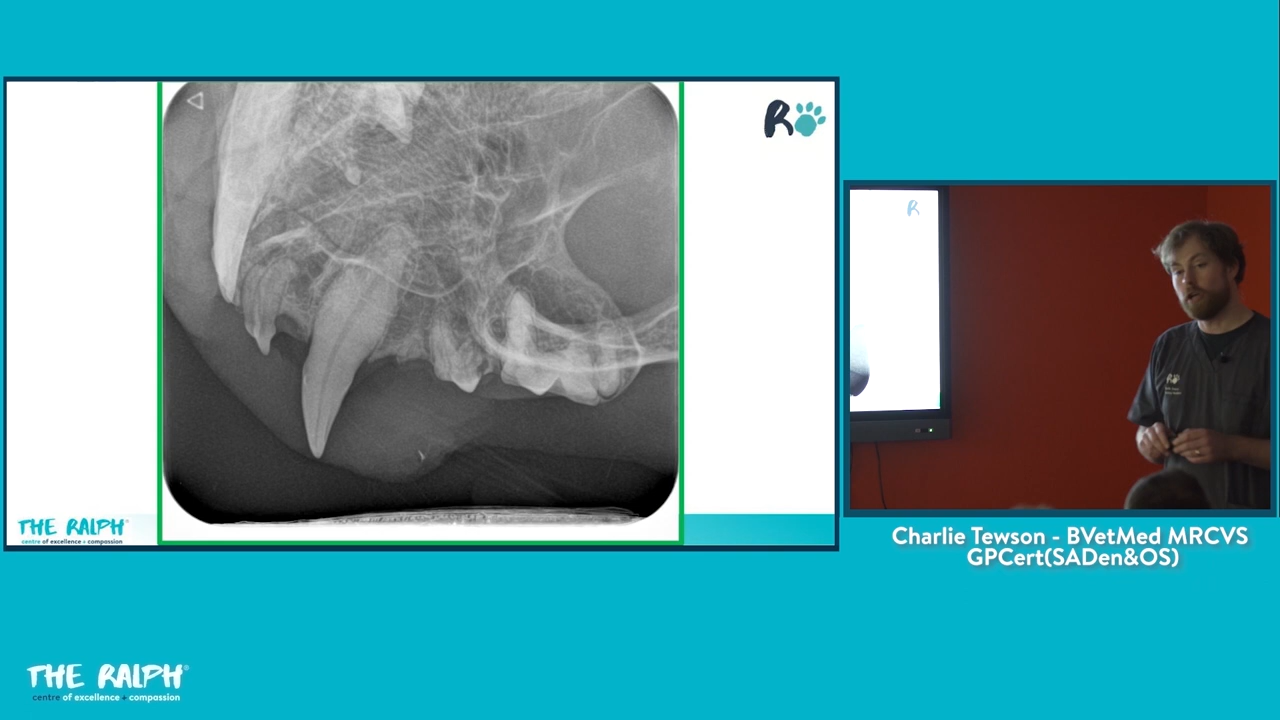 R
THE RALPH
centre of excellence + compassion
R
Charlie Tewson - BVetMed MRCVS
GPCert(SADen&OS)
THE RALPH®
centre of excellence + compassion